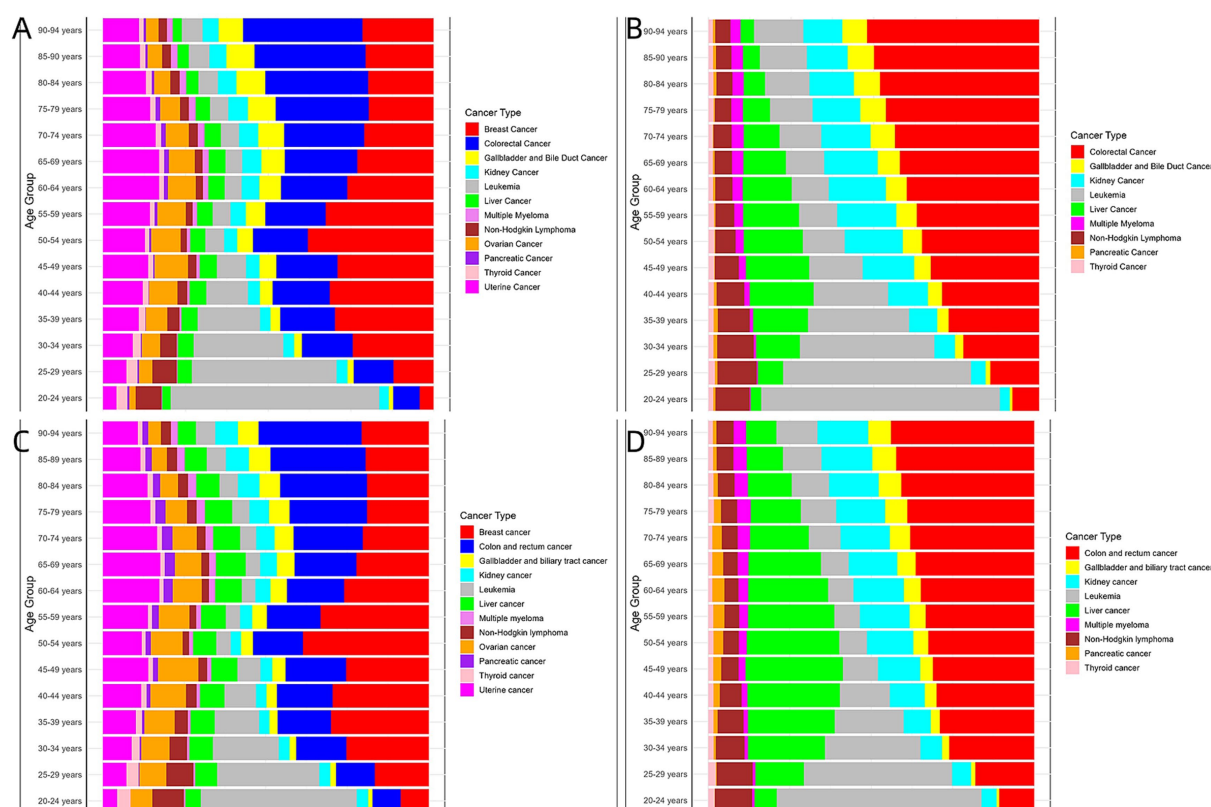 A
Age Group
90-94 years
85-90 years
80-84 years
75-79 years
70-74 years
65-69 years
60-64 years
55-59 years
50-54 years
45-49 years
40-44 years
35-39 years
30-34 years
25-29 years
20-24 years
Cancer Type
Breast Cancer
Colorectal Cancer
Gallbladder and Bile Duct Cancer
Kidney Cancer
Leukemia
Liver Cancer
Multiple Myeloma
Non-Hodgkin Lymphoma
Ovarian Cancer
Pancreatic Cancer
Thyroid Cancer
Uterine Cancer
B
Age Group
90-94 years
85-90 years
80-84 years
75-79 years
70-74 years
65-69 years
60-64 years
55-59 years
50-54 years
45-49 years
40-44 years
35-39 years
30-34 years
25-29 years
20-24 years
Cancer Type
Colorectal Cancer
Gallbladder and Bile Duct Cancer
Kidney Cancer
Leukemia
Liver Cancer
Multiple Myeloma
Non-Hodgkin Lymphoma
Pancreatic Cancer
Thyroid Cancer
C
Age Group
90-94 years
85-89 years
80-84 years
75-79 years
70-74 years
65-69 years
60-64 years
55-59 years
50-54 years
45-49 years
40-44 years
35-39 years
30-34 years
25-29 years
20-24 years
Cancer Type
Breast cancer
Colon and rectum cancer
Gallbladder and biliary tract cancer
Kidney cancer
Leukemia
Liver cancer
Multiple myeloma
Non-Hodgkin lymphoma
Ovarian cancer
Pancreatic cancer
Thyroid cancer
Uterine cancer
D
Age Group
90-94 years
85-89 years
80-84 years
75-79 years
70-74 years
65-69 years
60-64 years
55-59 years
50-54 years
45-49 years
40-44 years
35-39 years
30-34 years
25-29 years
20-24 years
Cancer Type
Colon and rectum cancer
Gallbladder and biliary tract cancer
Kidney cancer
Leukemia
Liver cancer
Multiple myeloma
Non-Hodgkin lymphoma
Pancreatic cancer
Thyroid cancer